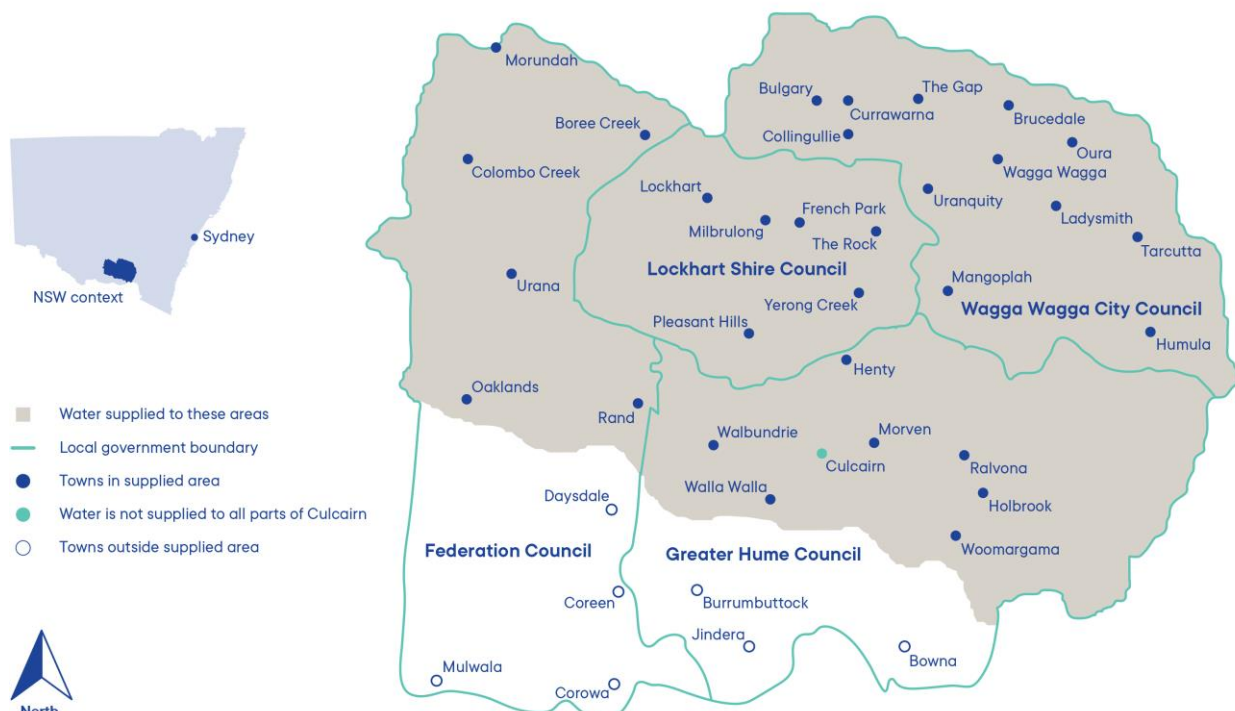 Sydney
NSW context
Water supplied to these areas
Local government boundary
Towns in supplied area
Water is not supplied to all parts of Culcairn
Towns outside supplied area
North
Morundah
Boree Creek
Colombo Creek
Urana
Oaklands
Rand
Daysdale
Federation Council
Coreen
Mulwala
Corowa
Lockhart
Milbrulong
French Park
The Rock
Lockhart Shire Council
Yerong Creek
Pleasant Hills
Bulgary
Currawarna
The Gap
Collingullie
Brucedale
Oura
Wagga Wagga
Uranquity
Ladysmith
Tarcutta
Mangoplah
Wagga Wagga City Council
Humula
Henty
Walbundrie
Morven
Culcairn
Ralvona
Walla Walla
Holbrook
Woomargama
Greater Hume Council
Burrumbuttock
Jindera
Bowna